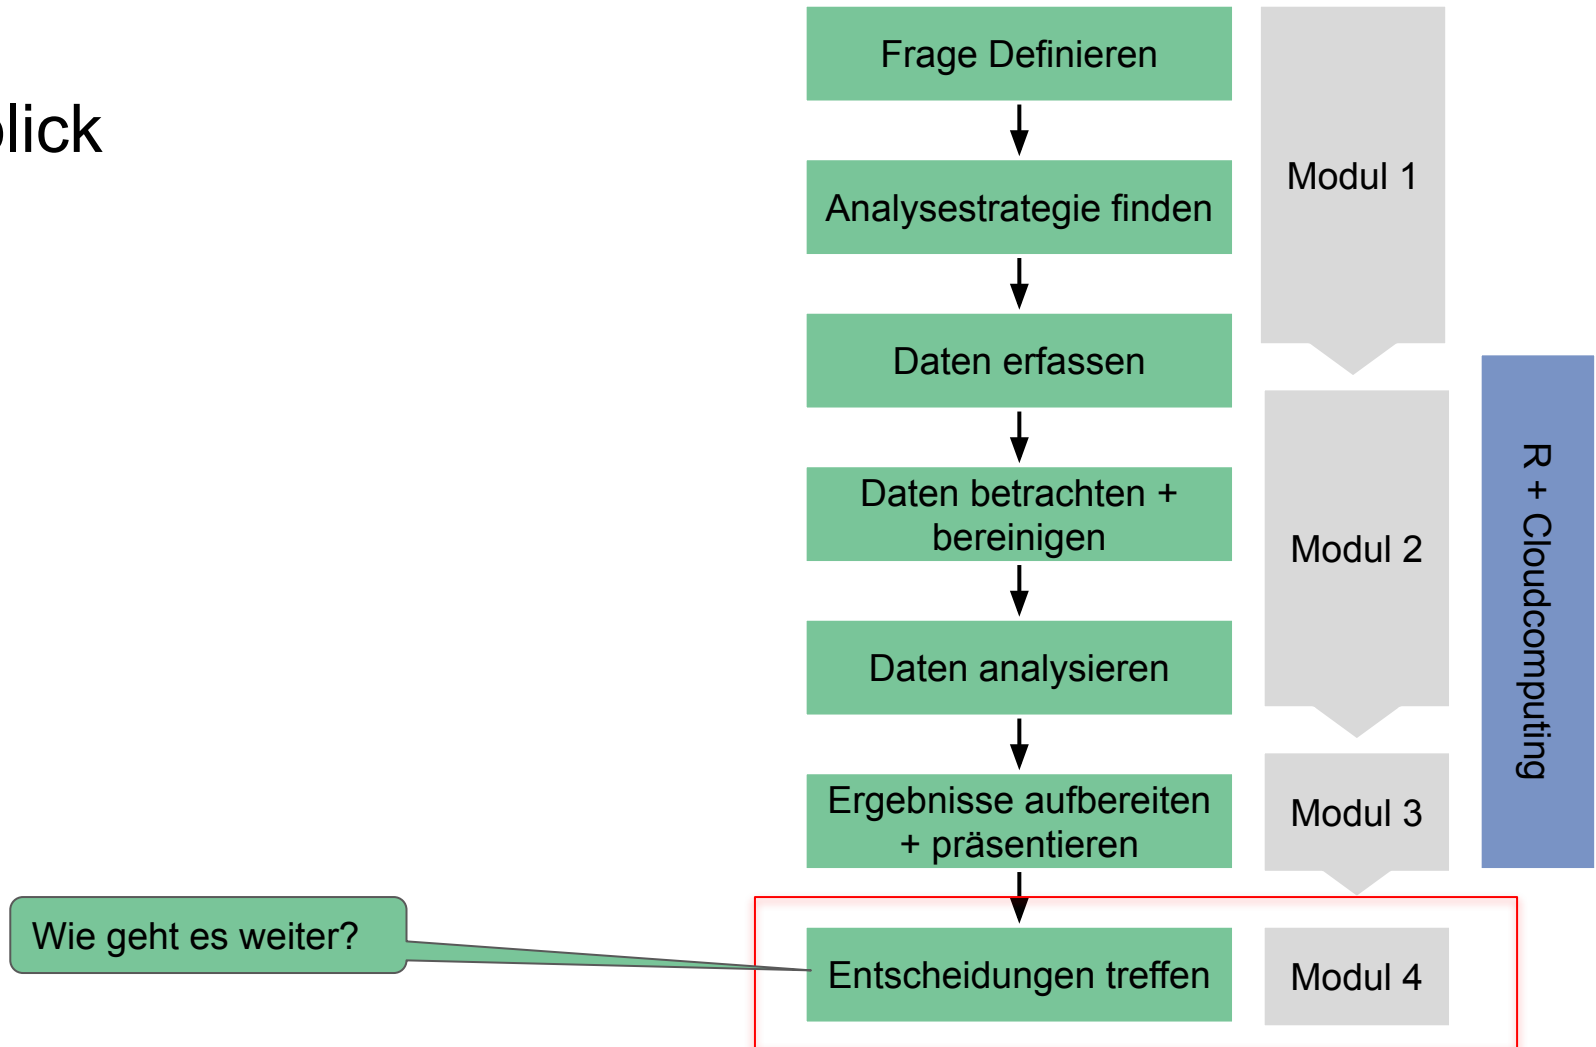 Frage Definieren
blick
Analysestrategie finden
Modul 1
Daten erfassen
Daten betrachten +
bereinigen
Modul 2
R + Cloudcomputing
Daten analysieren
Ergebnisse aufbereiten
+ präsentieren
Modul 3
Wie geht es weiter?
Entscheidungen treffen
Modul 4